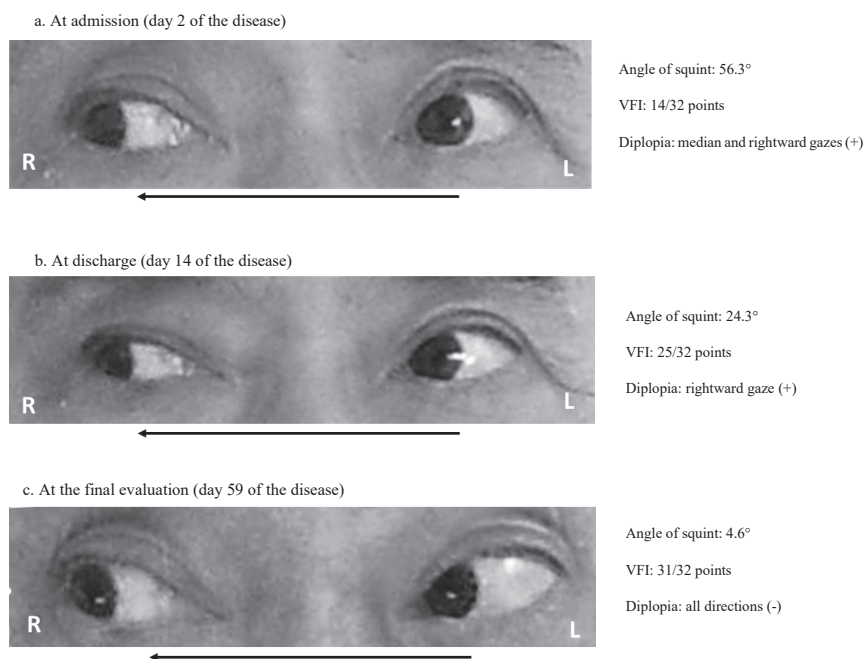 a. At admission (day 2 of the disease)
Angle of squint: 56.3°
VFI: 14/32 points
Diplopia: median and rightward gazes (+)
R
L
b. At discharge (day 14 of the disease)
Angle of squint: 24.3°
VFI: 25/32 points
Diplopia: rightward gaze (+)
R
L
c. At the final evaluation (day 59 of the disease)
Angle of squint: 4.6°
VFI: 31/32 points
Diplopia: all directions (-)
R
L